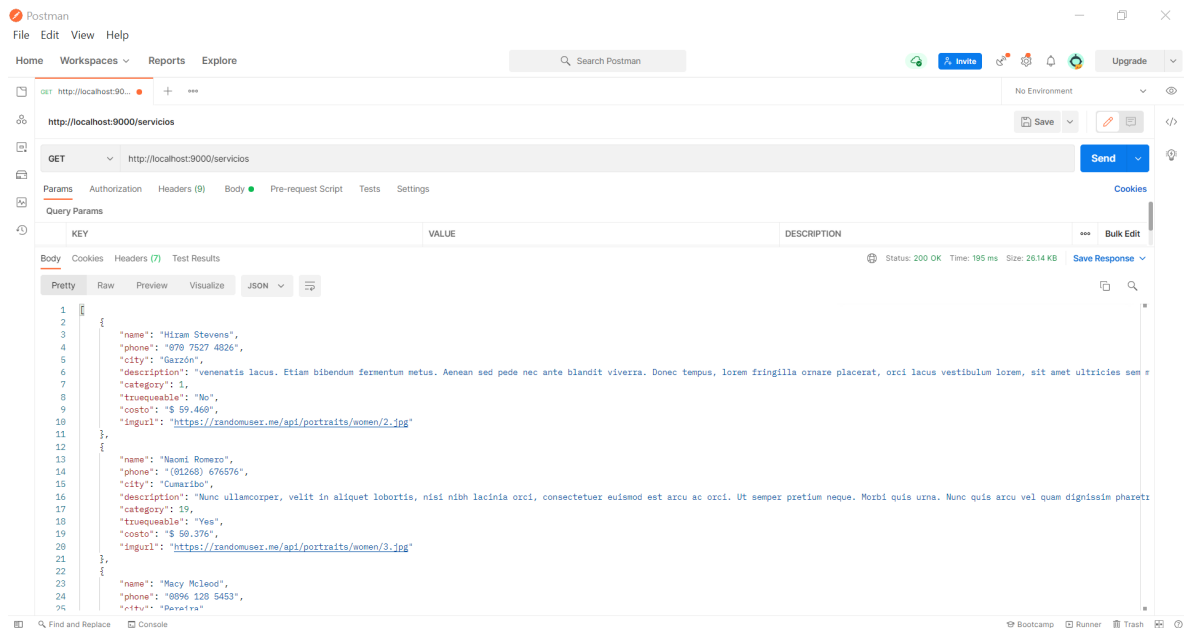 Postman
File Edit View Help
Home Workspaces Reports Explore Search Postman Invite Upgrade
GET http://localhost:90... No Environment
http://localhost:9000/servicios Save
GET http://localhost:9000/servicios Send
Params Authorization Headers (9) Body Pre-request Script Tests Settings Cookies
Query Params
KEY VALUE DESCRIPTION Bulk Edit
Body Cookies Headers (7) Test Results Status: 200 OK Time: 195 ms Size: 26.14 KB Save Response
Pretty Raw Preview Visualize JSON
1 [
2 {
3 "name": "Hiram Stevens",
4 "phone": "070 7527 4826",
5 "city": "Garzón",
6 "description": "venenatis lacus. Etiam bibendum fermentum metus. Aenean sed pede nec ante blandit viverra. Donec tempus, lorem fringilla ornare placerat, orci lacus vestibulum lorem, sit amet ultricies sem
7 "category": 1,
8 "truequeable": "No",
9 "costo": "$ 59.460",
10 "imgurl": "https://randomuser.me/api/portraits/women/2.jpg"
11 },
12 {
13 "name": "Naomi Romero",
14 "phone": "(01268) 676576",
15 "city": "Cumaribo",
16 "description": "Nunc ullamcorper, velit in aliquet lobortis, nisi nibh lacinia orci, consectetuer euismod est arcu ac orci. Ut semper pretium neque. Morbi quis urna. Nunc quis arcu vel quam dignissim pharetr
17 "category": 19,
18 "truequeable": "Yes",
19 "costo": "$ 50.376",
20 "imgurl": "https://randomuser.me/api/portraits/women/3.jpg"
21 },
22 {
23 "name": "Macy Mcleod",
24 "phone": "0896 128 5453",
25 "city": "Pereira",
Find and Replace Console Bootcamp Runner Trash